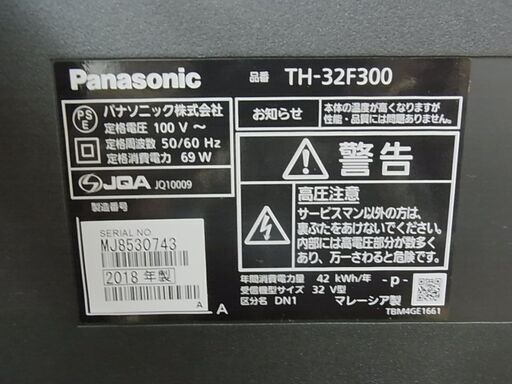 Panasonic
品番 TH-32F300
PS
E
パナソニック株式会社
定格電圧 100 V ～
定格周波数 50/60 Hz
定格消費電力 69 W
JQA JQ10009
製造番号
SERIAL NO
MJ8530743
2018 年製
A
A
お知らせ
本体の温度が高くなりますが
性能・品質には問題ありません。
警告
高圧注意
サービスマン以外の方は、
裏ぶたをあけないでください。
内部には高電圧部分が数多く
あり、万一さわると危険です。
年間消費電力量 42 kWh/年
受信機型サイズ 32 V型
区分名 DN1
-p-
マレーシア製
TBM4GE1661